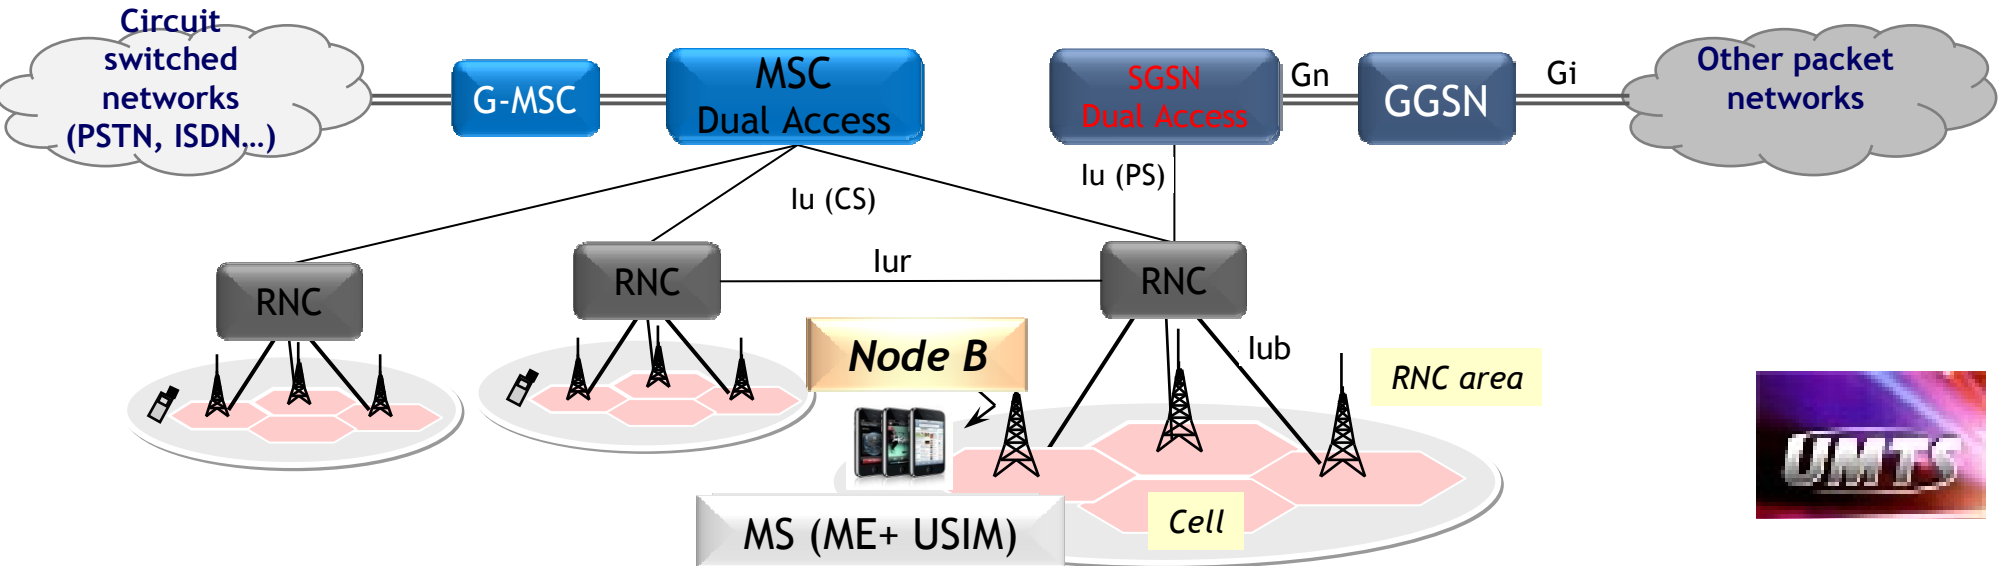 Circuit
switched
networks
(PSTN, ISDN…)
G-MSC
MSC
Dual Access
SGSN
Dual Access
Gn
GGSN
Gi
Other packet
networks
Iu (CS)
Iu (PS)
RNC
RNC
Iur
RNC
Node B
Iub
RNC area
UMTS
Cell
MS (ME+ USIM)